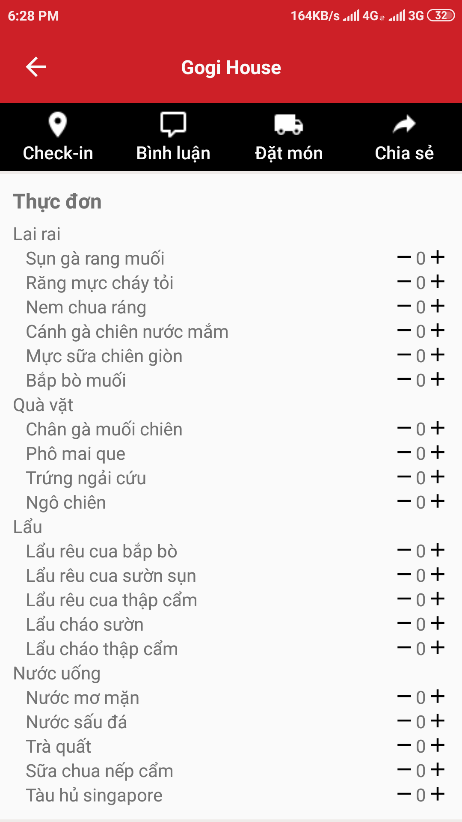 6:28 PM 164KB/s 4G 3G 32
Gogi House
Check-in Bình luận Đặt món Chia sẻ
Thực đơn
Lai rai
Sụn gà rang muối − 0 +
Răng mực cháy tỏi − 0 +
Nem chua ráng − 0 +
Cánh gà chiên nước mắm − 0 +
Mực sữa chiên giòn − 0 +
Bắp bò muối − 0 +
Quà vặt
Chân gà muối chiên − 0 +
Phô mai que − 0 +
Trứng ngải cứu − 0 +
Ngô chiên − 0 +
Lẩu
Lẩu rêu cua bắp bò − 0 +
Lẩu rêu cua sườn sụn − 0 +
Lẩu rêu cua thập cẩm − 0 +
Lẩu cháo sườn − 0 +
Lẩu cháo thập cẩm − 0 +
Nước uống
Nước mơ mặn − 0 +
Nước sấu đá − 0 +
Trà quất − 0 +
Sữa chua nếp cẩm − 0 +
Tàu hủ singapore − 0 +